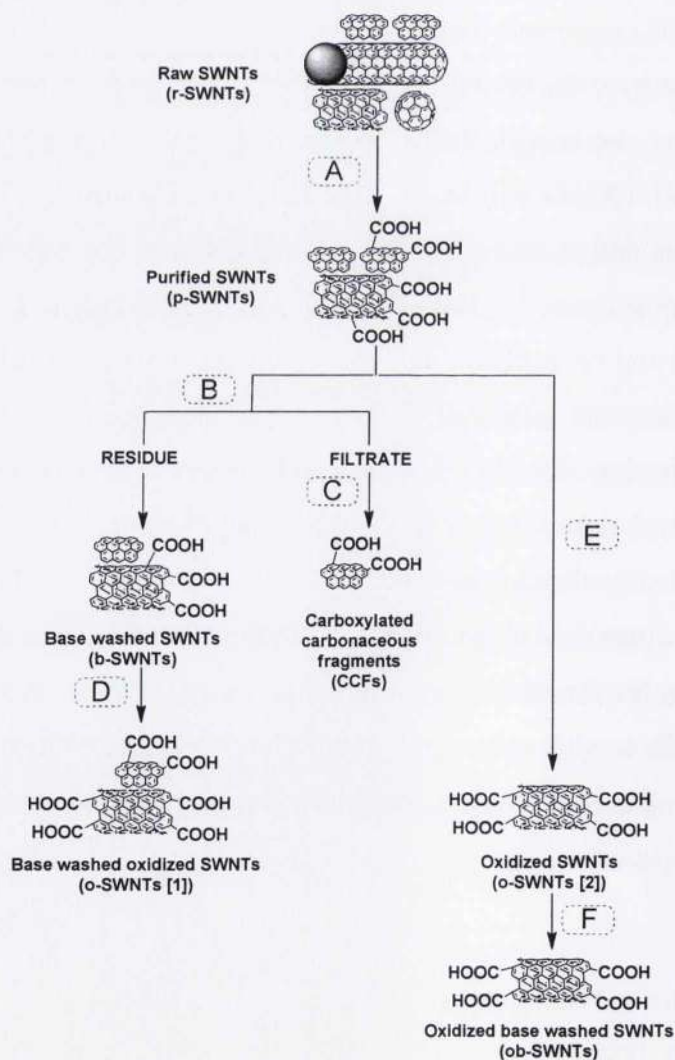 Raw SWNTs
(r-SWNTs)
A
COOH
COOH
Purified SWNTs
(p-SWNTs)
COOH
COOH
COOH
B
RESIDUE
FILTRATE
C
E
COOH
COOH
COOH
COOH
COOH
Base washed SWNTs
(b-SWNTs)
Carboxylated
carbonaceous
fragments
(CCFs)
D
COOH
COOH
HOOC
COOH
HOOC
COOH
Base washed oxidized SWNTs
(o-SWNTs [1])
HOOC
COOH
HOOC
COOH
Oxidized SWNTs
(o-SWNTs [2])
F
HOOC
COOH
HOOC
COOH
Oxidized base washed SWNTs
(ob-SWNTs)